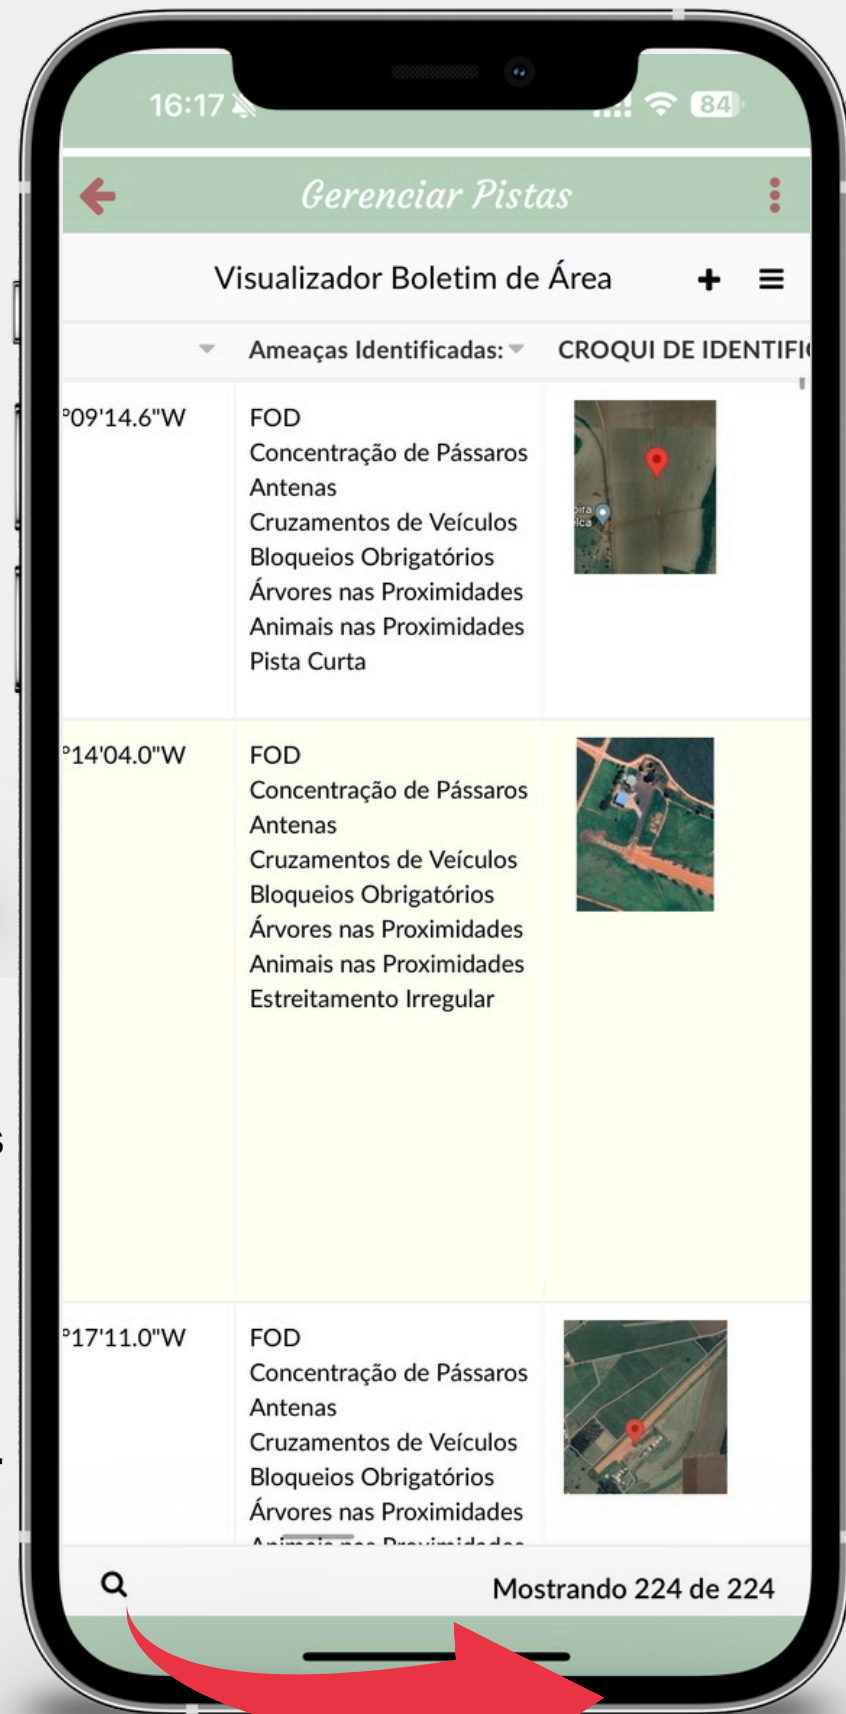 16:17
84
Gerenciar Pistas
Visualizador Boletim de Área
Ameaças Identificadas:
CROQUI DE IDENTIFI
°09'14.6"W
FOD
Concentração de Pássaros
Antenas
Cruzamentos de Veículos
Bloqueios Obrigatórios
Árvores nas Proximidades
Animais nas Proximidades
Pista Curta
°14'04.0"W
FOD
Concentração de Pássaros
Antenas
Cruzamentos de Veículos
Bloqueios Obrigatórios
Árvores nas Proximidades
Animais nas Proximidades
Estreitamento Irregular
°17'11.0"W
FOD
Concentração de Pássaros
Antenas
Cruzamentos de Veículos
Bloqueios Obrigatórios
Árvores nas Proximidades
Animais nas Proximidades
Mostrando 224 de 224